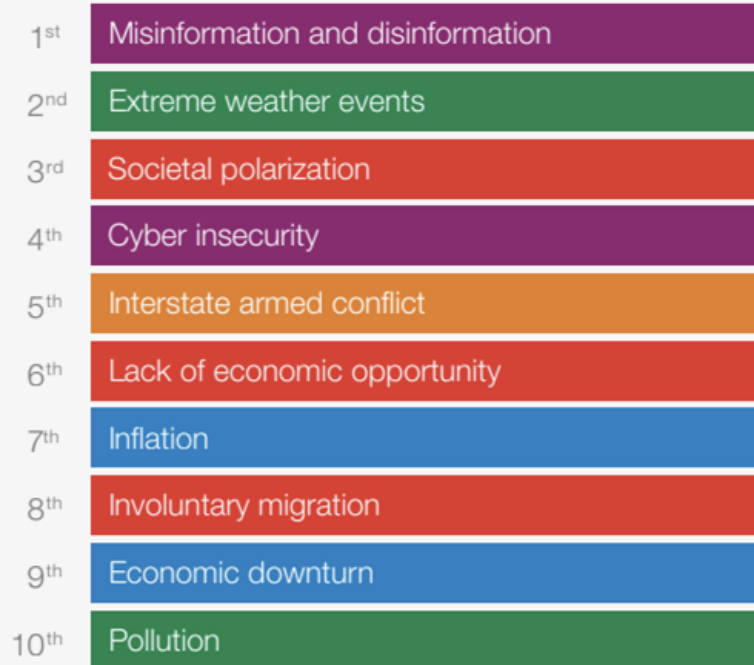 1st Misinformation and disinformation
2nd Extreme weather events
3rd Societal polarization
4th Cyber insecurity
5th Interstate armed conflict
6th Lack of economic opportunity
7th Inflation
8th Involuntary migration
9th Economic downturn
10th Pollution